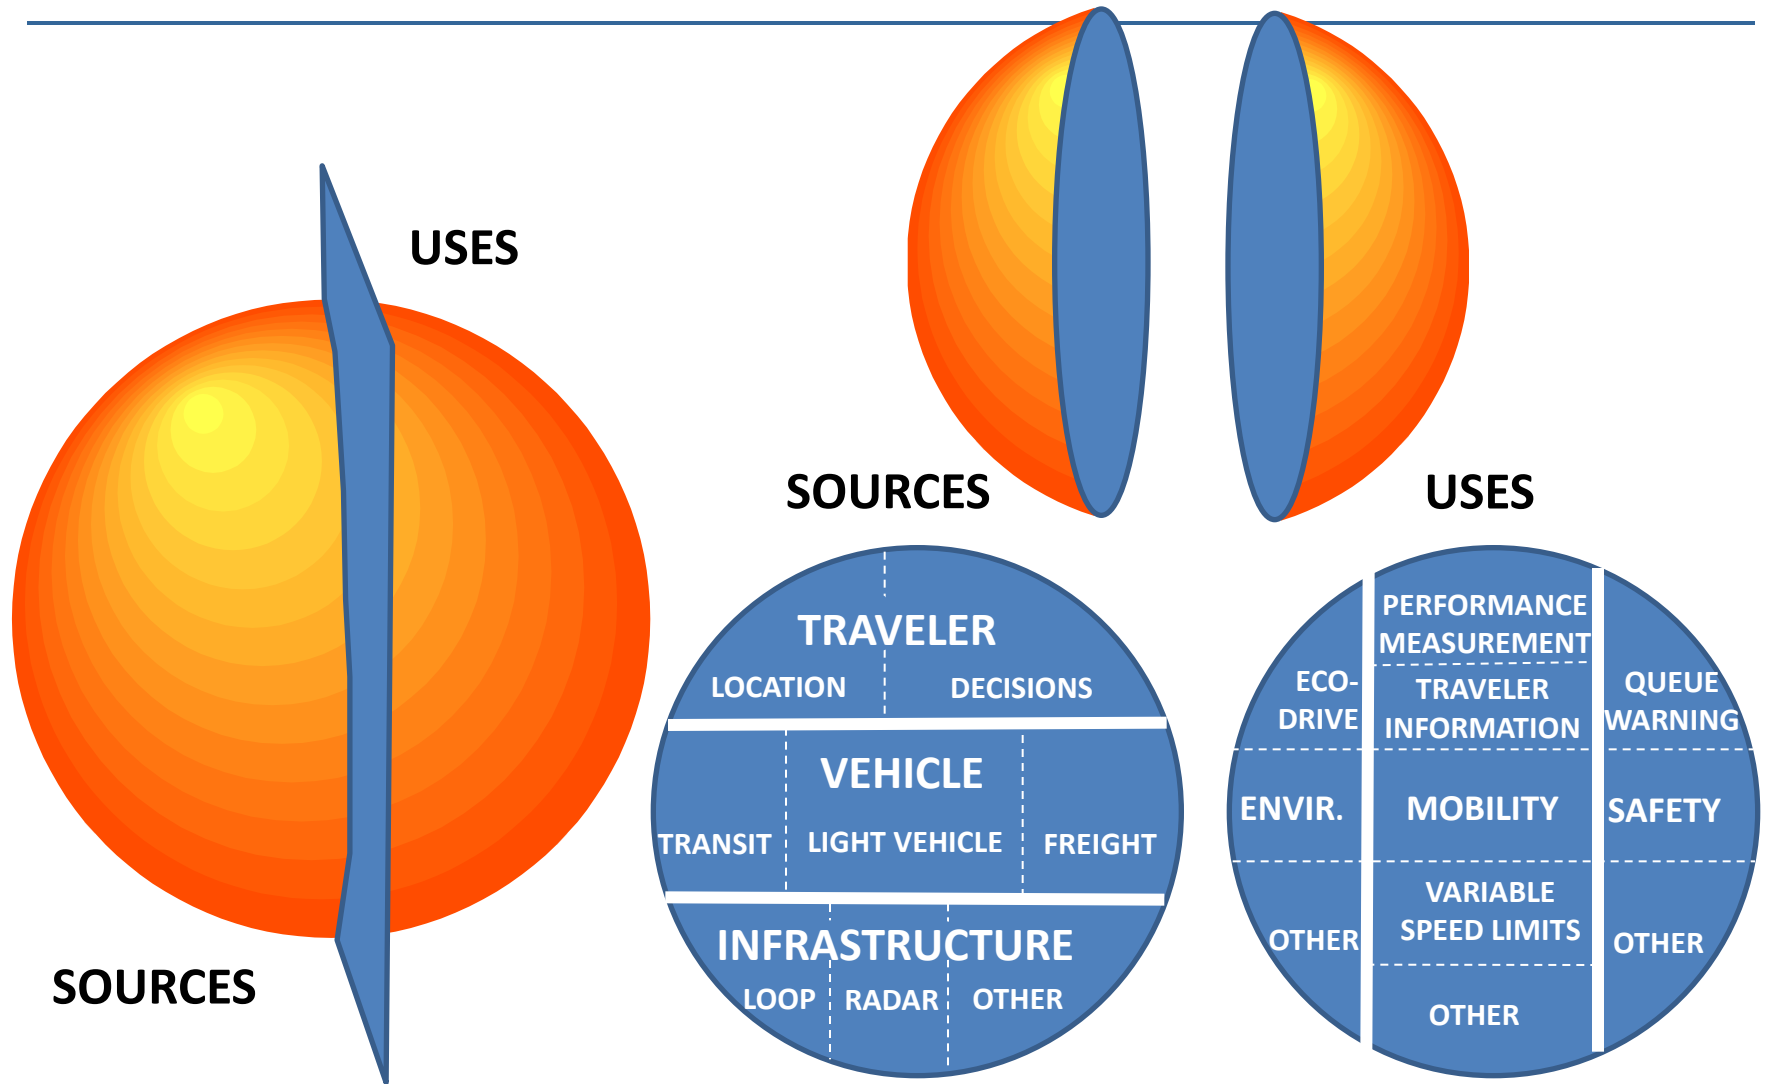 USES
SOURCES
SOURCES
USES
TRAVELER
LOCATION
DECISIONS
VEHICLE
TRANSIT
LIGHT VEHICLE
FREIGHT
INFRASTRUCTURE
LOOP
RADAR
OTHER
PERFORMANCE
MEASUREMENT
ECO-
DRIVE
TRAVELER
INFORMATION
QUEUE
WARNING
ENVIR.
MOBILITY
SAFETY
OTHER
VARIABLE
SPEED LIMITS
OTHER
OTHER